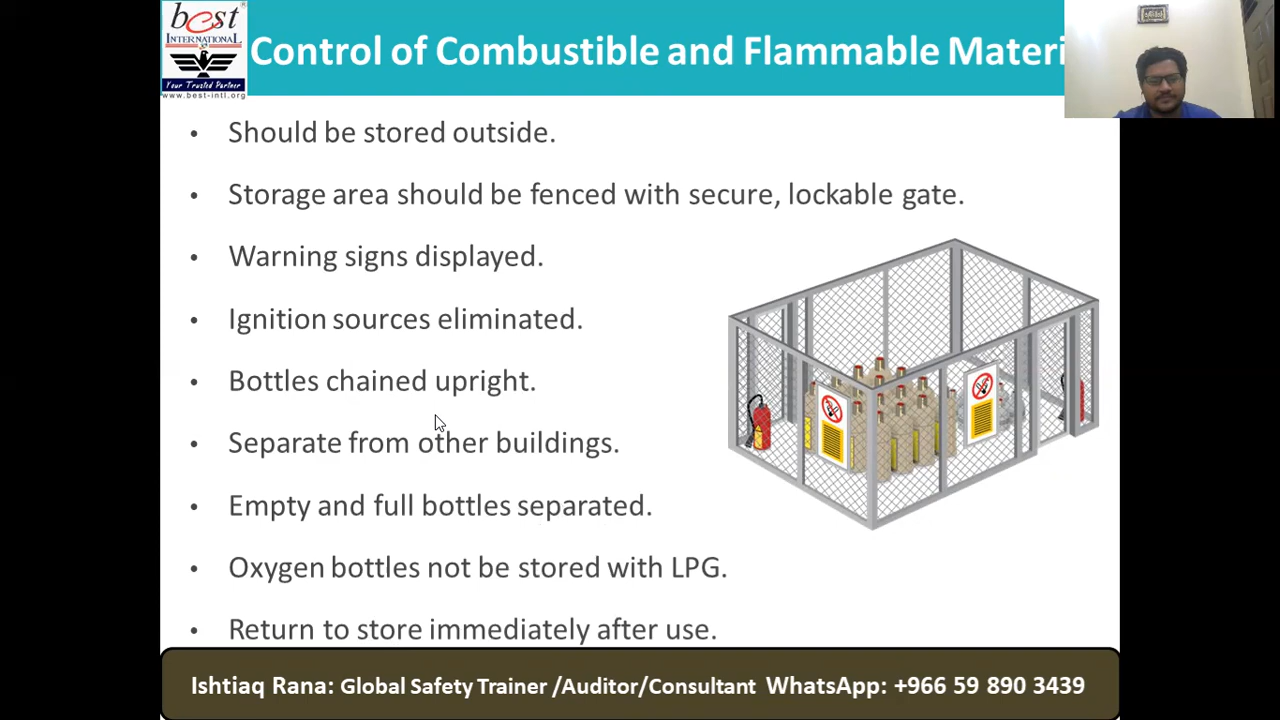 best
INTERNATIONAL
Your Trusted Partner
www.best-intl.org
Control of Combustible and Flammable Materi
• Should be stored outside.
• Storage area should be fenced with secure, lockable gate.
• Warning signs displayed.
• Ignition sources eliminated.
• Bottles chained upright.
• Separate from other buildings.
• Empty and full bottles separated.
• Oxygen bottles not be stored with LPG.
• Return to store immediately after use.
Ishtiaq Rana: Global Safety Trainer /Auditor/Consultant WhatsApp: +966 59 890 3439